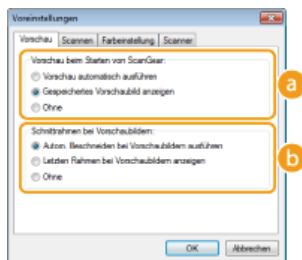 Voreinstellungen
Vorschau Scannen Farbeinstellung Scanner
Vorschau beim Starten von ScanGear:
Vorschau automatisch ausführen
Gespeichertes Vorschaubild anzeigen
Ohne
a
Schnittrahmen bei Vorschaubildern:
Autom. Beschneiden bei Vorschaubildern ausführen
Letzten Rahmen bei Vorschaubildern anzeigen
Ohne
b
OK Abbrechen